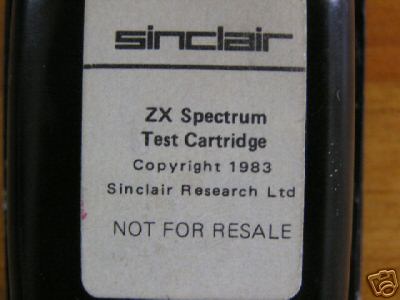 sinclair
ZX Spectrum
Test Cartridge
Copyright 1983
Sinclair Research Ltd
NOT FOR RESALE